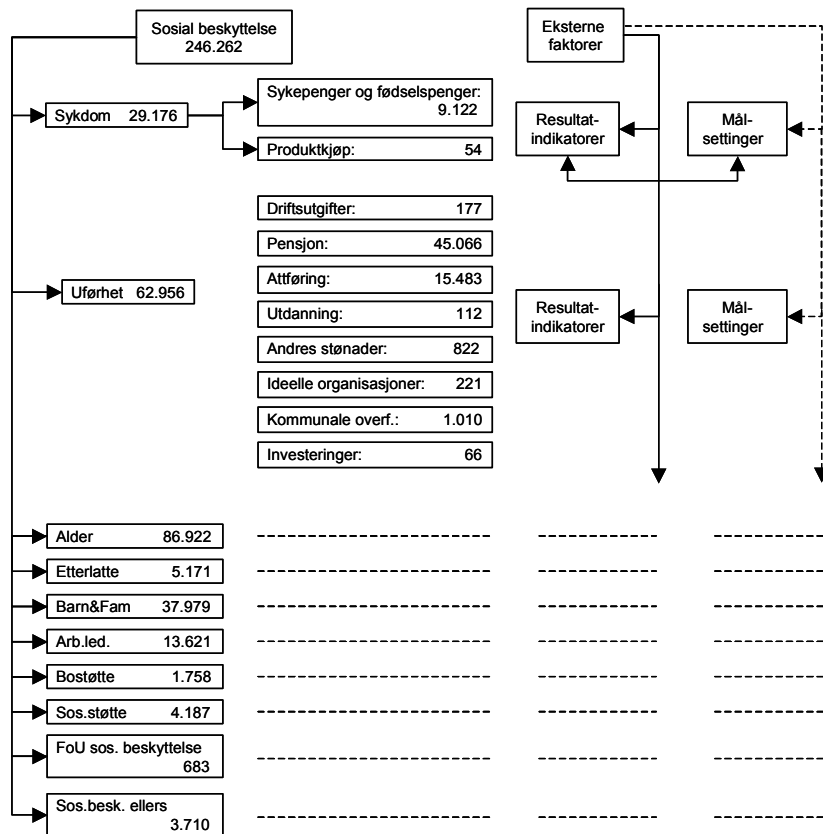 Sosial beskyttelse
246.262
Eksterne
faktorer
Sykdom 29.176
Sykepenger og fødselspenger:
9.122
Produktkjøp: 54
Resultat-
indikatorer
Mål-
settinger
Driftsutgifter: 177
Pensjon: 45.066
Attføring: 15.483
Utdanning: 112
Andres stønader: 822
Ideelle organisasjoner: 221
Kommunale overf.: 1.010
Investeringer: 66
Uførhet 62.956
Resultat-
indikatorer
Mål-
settinger
Alder 86.922
Etterlatte 5.171
Barn&Fam 37.979
Arb.led. 13.621
Bostøtte 1.758
Sos.støtte 4.187
FoU sos. beskyttelse
683
Sos.besk. ellers
3.710